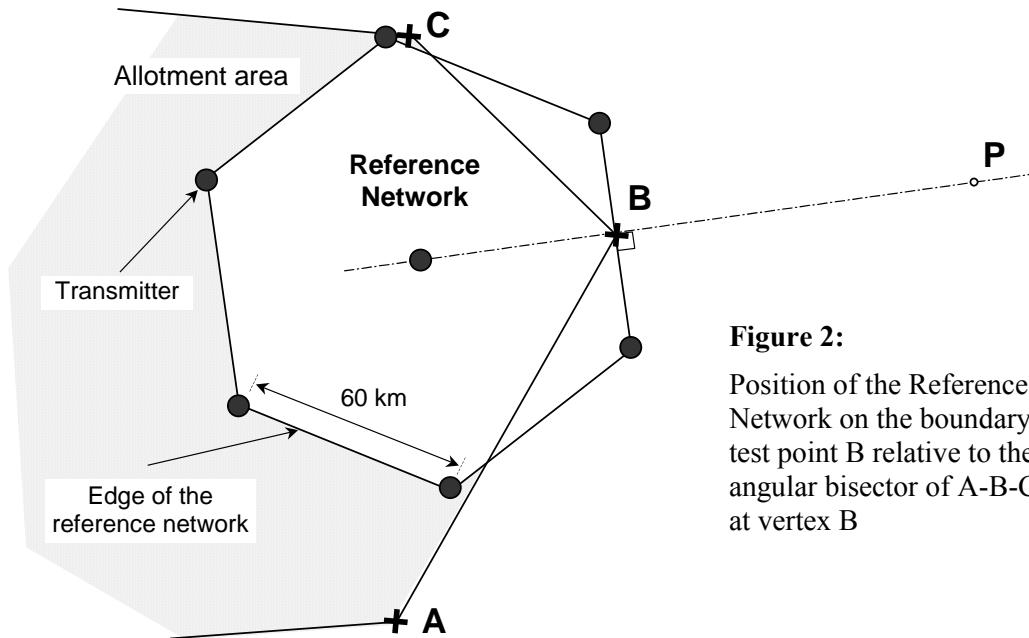 C
Allotment area
Reference
Network
P
B
Transmitter
60 km
Edge of the
reference network
A
Figure 2:
Position of the Reference
Network on the boundary
test point B relative to the
angular bisector of A-B-C
at vertex B